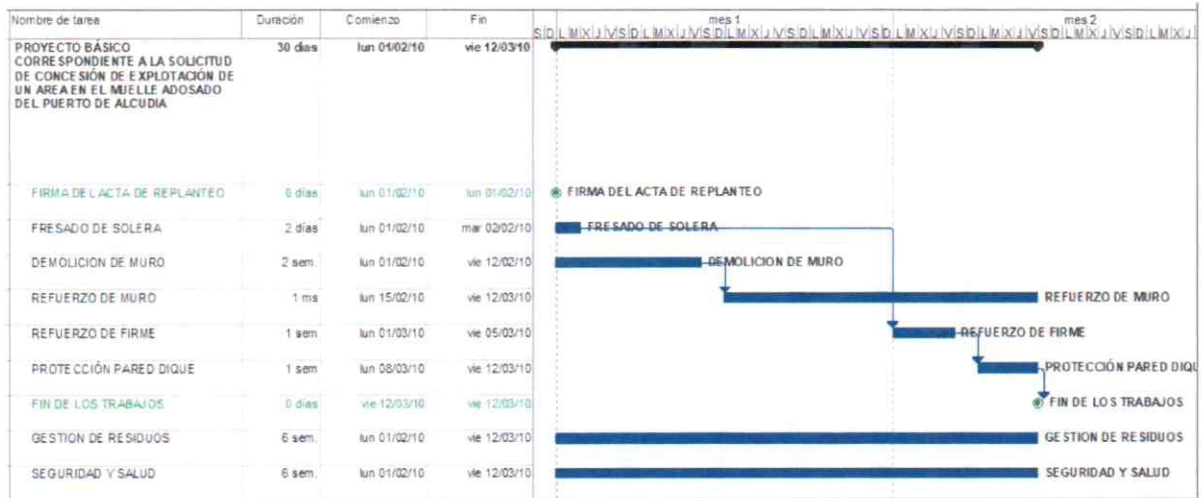 Nombre de tarea Duración Comienzo Fin mes 1 mes 2
S D L M X J V S D L M X J V S D L M X J V S D L M X J V S D L M X J V S D L M X J V S D L M X J V S D L M X J
PROYECTO BÁSICO 30 días lun 01/02/10 vie 12/03/10
CORRESPONDIENTE A LA SOLICITUD
DE CONCESIÓN DE EXPLOTACIÓN DE
UN AREA EN EL MUELLE ADOSADO
DEL PUERTO DE ALCUDIA
FIRMA DEL ACTA DE REPLANTEO 0 días lun 01/02/10 lun 01/02/10 FIRMA DEL ACTA DE REPLANTEO
FRESADO DE SOLERA 2 días lun 01/02/10 mar 02/02/10 FRESADO DE SOLERA
DEMOLICION DE MURO 2 sem. lun 01/02/10 vie 12/02/10 DEMOLICION DE MURO
REFUERZO DE MURO 1 ms lun 15/02/10 vie 12/03/10 REFUERZO DE MURO
REFUERZO DE FIRME 1 sem lun 01/03/10 vie 05/03/10 REFUERZO DE FIRME
PROTECCIÓN PARED DIQUE 1 sem lun 08/03/10 vie 12/03/10 PROTECCIÓN PARED DIQU
FIN DE LOS TRABAJOS 0 días vie 12/03/10 vie 12/03/10 FIN DE LOS TRABAJOS
GESTION DE RESIDUOS 6 sem. lun 01/02/10 vie 12/03/10 GESTION DE RESIDUOS
SEGURIDAD Y SALUD 6 sem. lun 01/02/10 vie 12/03/10 SEGURIDAD Y SALUD